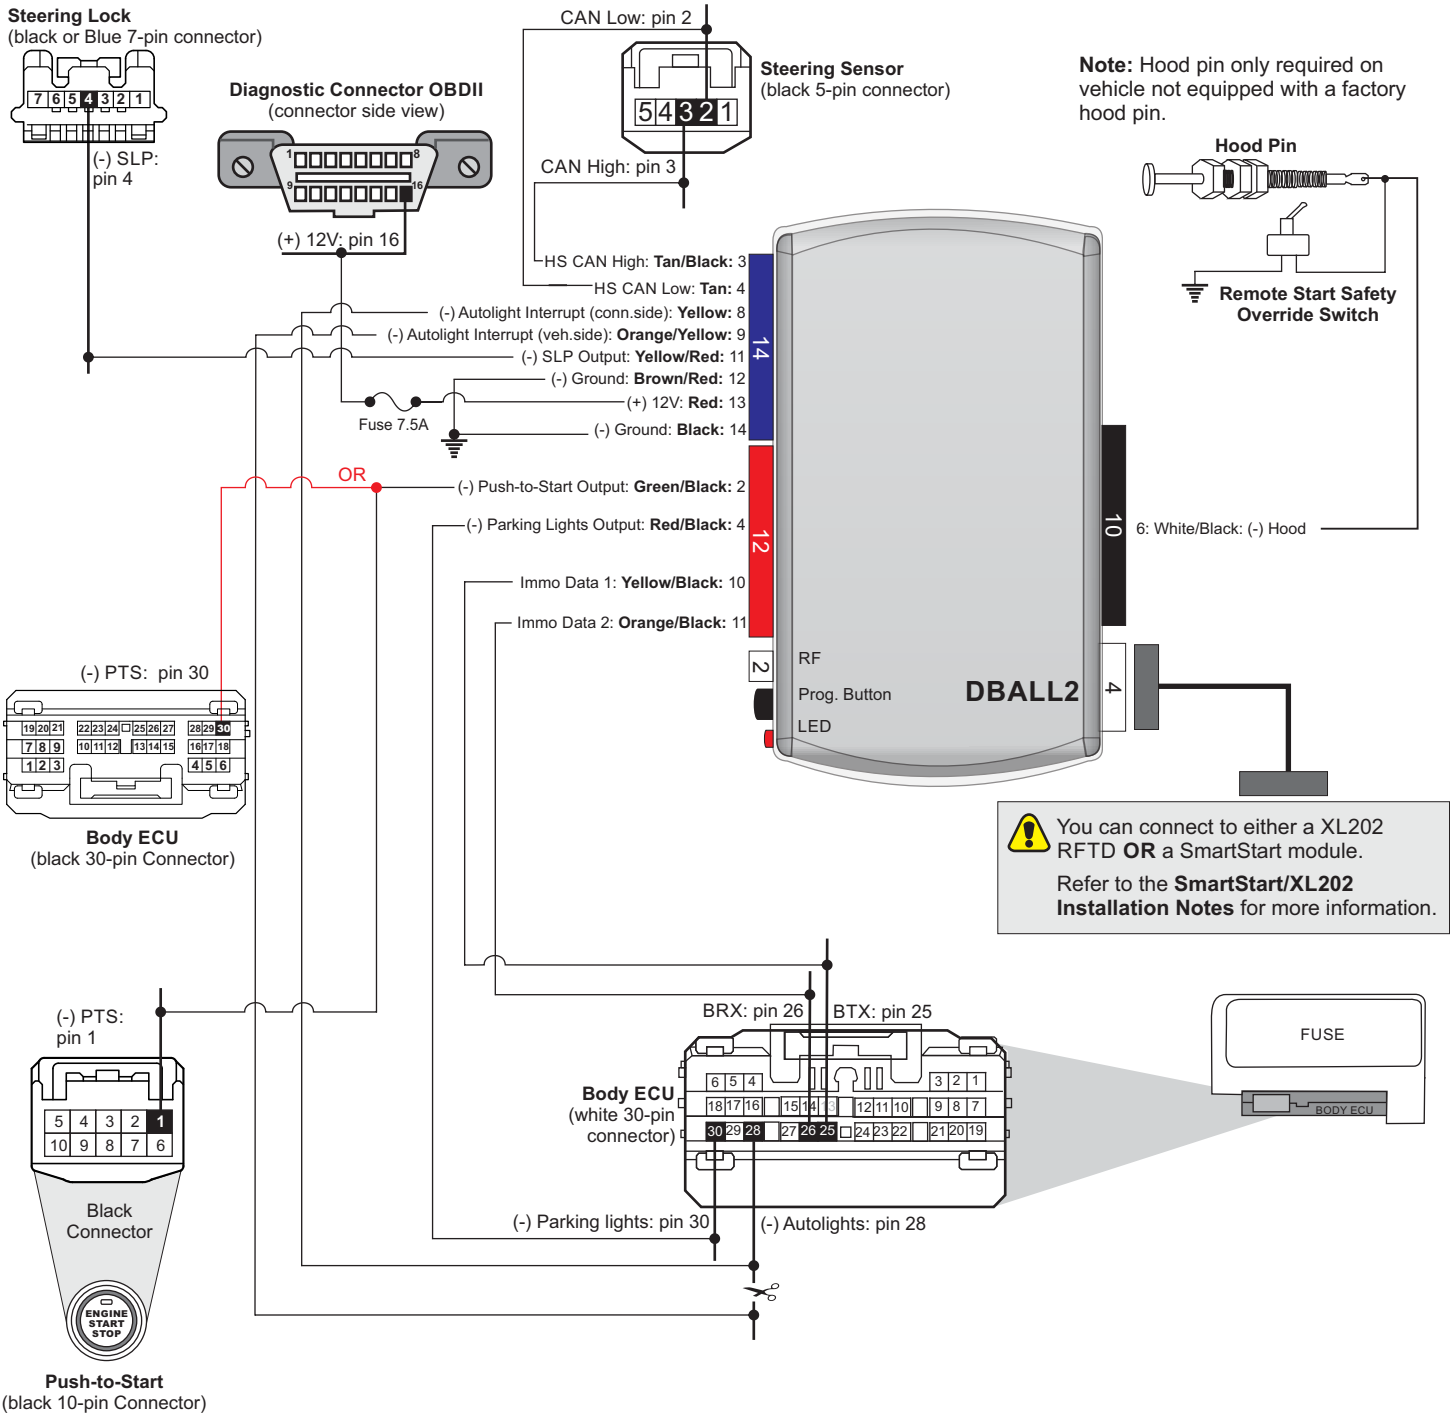 Steering Lock
(black or Blue 7-pin connector)
7 6 5 4 3 2 1
(-) SLP:
pin 4
Diagnostic Connector OBDII
(connector side view)
1 8
9 16
(+) 12V: pin 16
CAN Low: pin 2
Steering Sensor
(black 5-pin connector)
5 4 3 2 1
CAN High: pin 3
Note: Hood pin only required on
vehicle not equipped with a factory
hood pin.
Hood Pin
Remote Start Safety
Override Switch
HS CAN High: Tan/Black: 3
HS CAN Low: Tan: 4
(-) Autolight Interrupt (conn.side): Yellow: 8
(-) Autolight Interrupt (veh.side): Orange/Yellow: 9
(-) SLP Output: Yellow/Red: 11
(-) Ground: Brown/Red: 12
(+) 12V: Red: 13
Fuse 7.5A
(-) Ground: Black: 14
14
OR
(-) Push-to-Start Output: Green/Black: 2
(-) Parking Lights Output: Red/Black: 4
12
Immo Data 1: Yellow/Black: 10
Immo Data 2: Orange/Black: 11
10
6: White/Black: (-) Hood
2
RF
Prog. Button
LED
DBALL2
4
(-) PTS: pin 30
19 20 21 22 23 24 25 26 27 28 29 30
7 8 9 10 11 12 13 14 15 16 17 18
1 2 3 4 5 6
Body ECU
(black 30-pin Connector)
You can connect to either a XL202
RFTD OR a SmartStart module.
Refer to the SmartStart/XL202
Installation Notes for more information.
(-) PTS:
pin 1
5 4 3 2 1
10 9 8 7 6
Black
Connector
ENGINE
START
STOP
Push-to-Start
(black 10-pin Connector)
BRX: pin 26
BTX: pin 25
Body ECU
(white 30-pin
connector)
6 5 4 3 2 1
18 17 16 15 14 13 12 11 10 9 8 7
30 29 28 27 26 25 24 23 22 21 20 19
(-) Parking lights: pin 30
(-) Autolights: pin 28
FUSE
BODY ECU